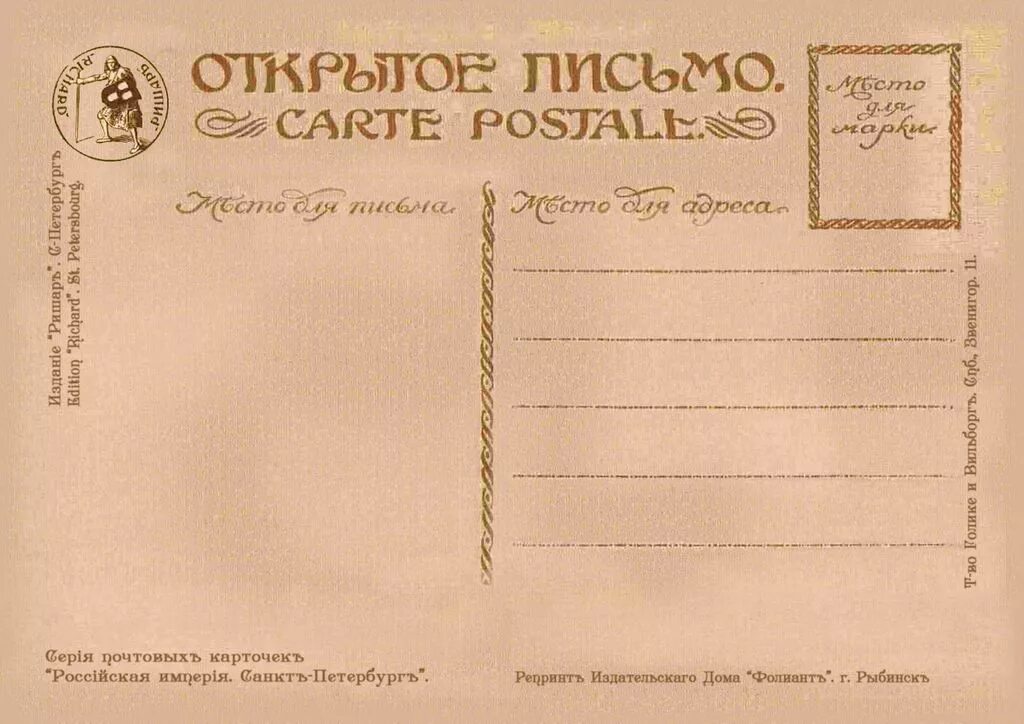 ОТКРЫТОЕ ПИСЬМО.
CARTE POSTALE.
Мѣсто
для
марки.
RICHARD
РИШАРЪ
Мѣсто для письма.
Мѣсто для адреса.
Изданіе "Ришаръ". С-Петербургъ
Edition "Richard". St. Petersbourg.
Т-во Голике и Вильборгъ. Спб., Звенигор. 11.
Серія почтовыхъ карточекъ
"Россійская имперія. Санктъ-Петербургъ".
Репринтъ Издательскаго Дома "Фоліантъ". г. Рыбинскъ